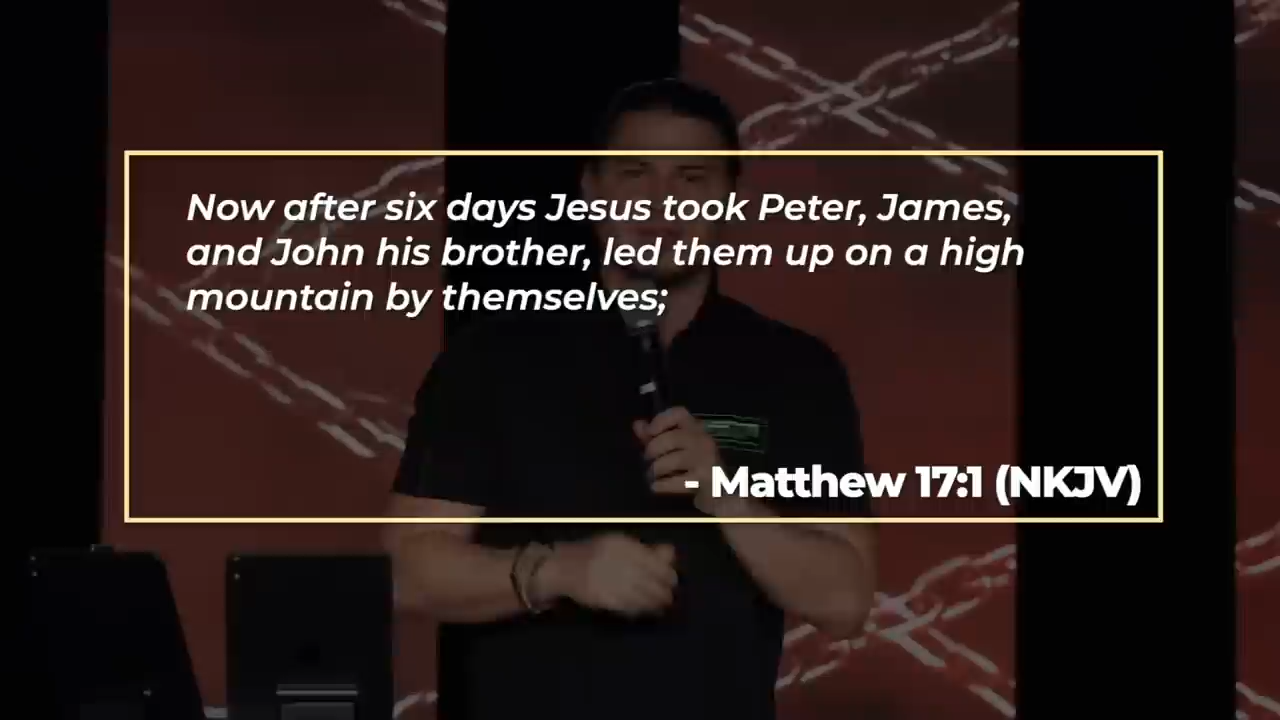 Now after six days Jesus took Peter, James,
and John his brother, led them up on a high
mountain by themselves;
- Matthew 17:1 (NKJV)